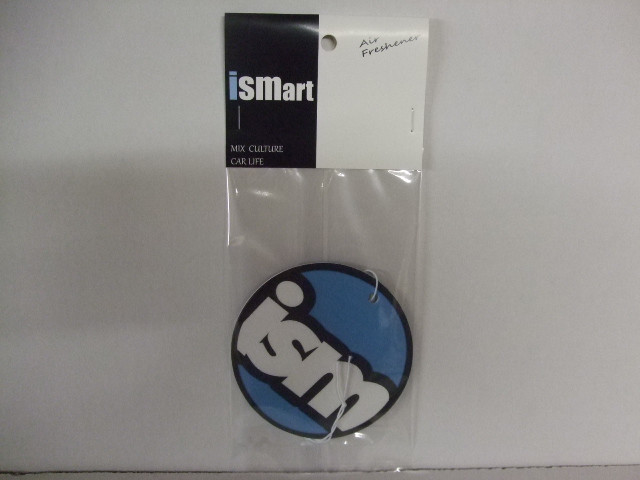 Air
Freshener
ismart
MIX CULTURE
CAR LIFE
ism